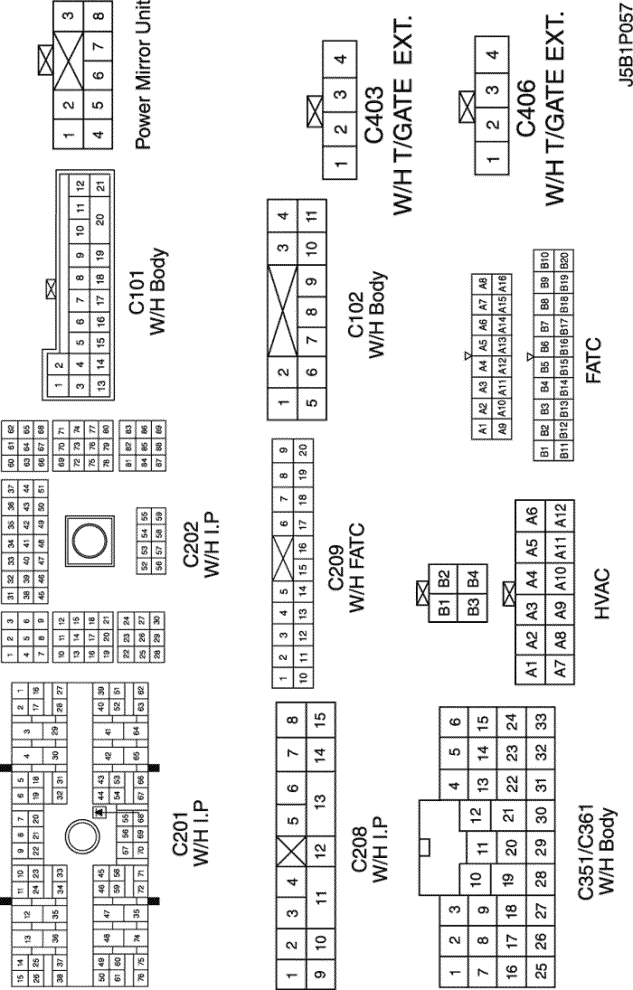 15 14 13 12 11 10 9 8 7 6 5 4 3 2 1
26 25 24 23 22 21 20 19 18 17 16
38 37 36 35 34 33 32 31 30 29 28 27
50 49 48 47 46 45 44 43 42 41 40 39
61 60 59 58 57 56 55 54 53 52 51
76 75 74 35 72 71 70 69 68 67 66 65 64 63 62
C201
W/H I.P
1 2 3
4 5 6
7 8 9
10 11 12
13 14 15
16 17 18
19 20 21
22 23 24
25 26 27
28 29 30
31 32 33 34 35 36 37
38 39 40 41 42 43 44
45 46 47 48 49 50 51
52 53 54 55
56 57 58 59
60 61 62
63 64 65
66 67 68
69 70 71
72 73 74
75 76 77
78 79 80
81 82 83
84 85 86
87 88 89
C202
W/H I.P
1 2
3 4 5 6 7 8 9 10 11 12
13 14 15 16 17 18 19 20 21
C101
W/H Body
1 2 3
4 5 6 7 8
Power Mirror Unit
1 2 3 4 5 6 7 8
9 10 11 12 13 14 15
C208
W/H I.P
1 2 3 4 5 6 7 8 9
10 11 12 13 14 15 16 17 18 19 20
C209
W/H FATC
1 2 3 4
5 6 7 8 9 10 11
C102
W/H Body
1 2 3 4
C403
W/H T/GATE EXT.
1 2 3 4 5 6
7 8 9 10 11 12 13 14 15
16 17 18 19 20 21 22 23 24
25 26 27 28 29 30 31 32 33
C351/C361
W/H Body
B1 B2
B3 B4
A1 A2 A3 A4 A5 A6
A7 A8 A9 A10 A11 A12
HVAC
A1 A2 A3 A4 A5 A6 A7 A8
A9 A10 A11 A12 A13 A14 A15 A16
B1 B2 B3 B4 B5 B6 B7 B8 B9 B10
B11 B12 B13 B14 B15 B16 B17 B18 B19 B20
FATC
1 2 3 4
C406
W/H T/GATE EXT.
J5B1P057